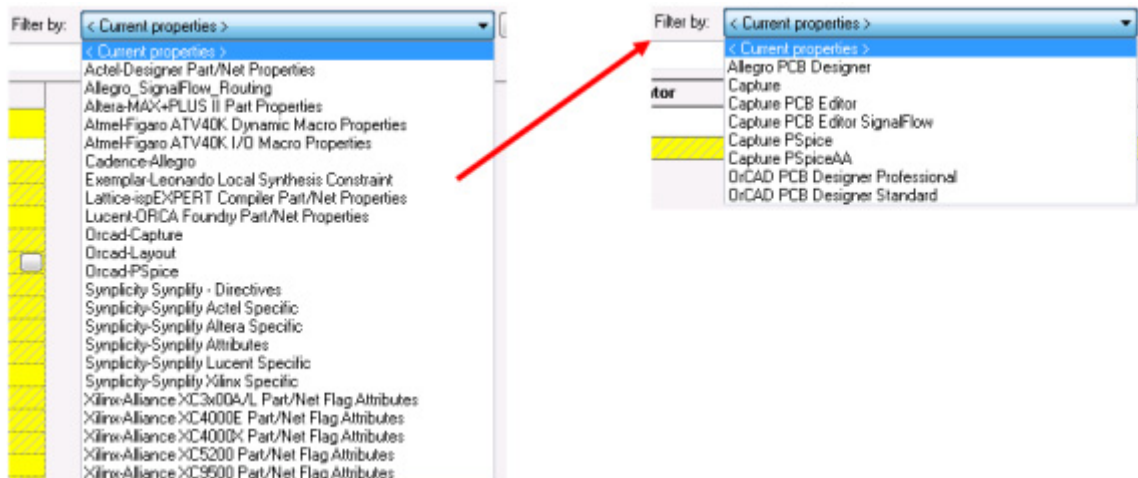 Filter by: < Current properties >
< Current properties >
Actel-Designer Part/Net Properties
Allegro_SignalFlow_Routing
Altera-MAX+PLUS II Part Properties
Atmel-Figaro ATV40K Dynamic Macro Properties
Atmel-Figaro ATV40K I/O Macro Properties
Cadence-Allegro
Exemplar-Leonardo Local Synthesis Constraint
Lattice-ispEXPERT Compiler Part/Net Properties
Lucent-ORCA Foundry Part/Net Properties
Orcad-Capture
Orcad-Layout
Orcad-PSpice
Synplicity Synplify - Directives
Synplicity-Synplify Actel Specific
Synplicity-Synplify Altera Specific
Synplicity-Synplify Attributes
Synplicity-Synplify Lucent Specific
Synplicity-Synplify Xilinx Specific
Xilinx-Alliance XC3x00A/L Part/Net Flag Attributes
Xilinx-Alliance XC4000E Part/Net Flag Attributes
Xilinx-Alliance XC4000X Part/Net Flag Attributes
Xilinx-Alliance XC5200 Part/Net Flag Attributes
Xilinx-Alliance XC9500 Part/Net Flag Attributes
Filter by: < Current properties >
< Current properties >
Allegro PCB Designer
Capture
Capture PCB Editor
Capture PCB Editor SignalFlow
Capture PSpice
Capture PSpiceAA
OrCAD PCB Designer Professional
OrCAD PCB Designer Standard
tor